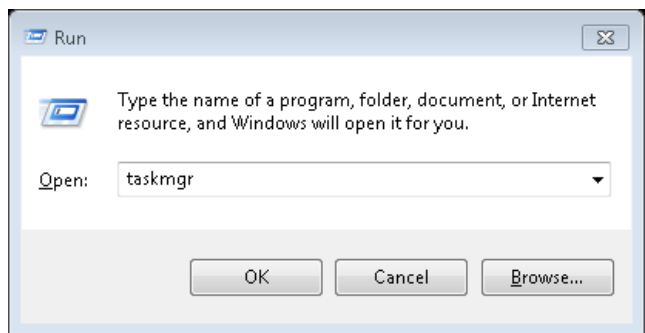 Run
Type the name of a program, folder, document, or Internet
resource, and Windows will open it for you.
Open: taskmgr
OK Cancel Browse...